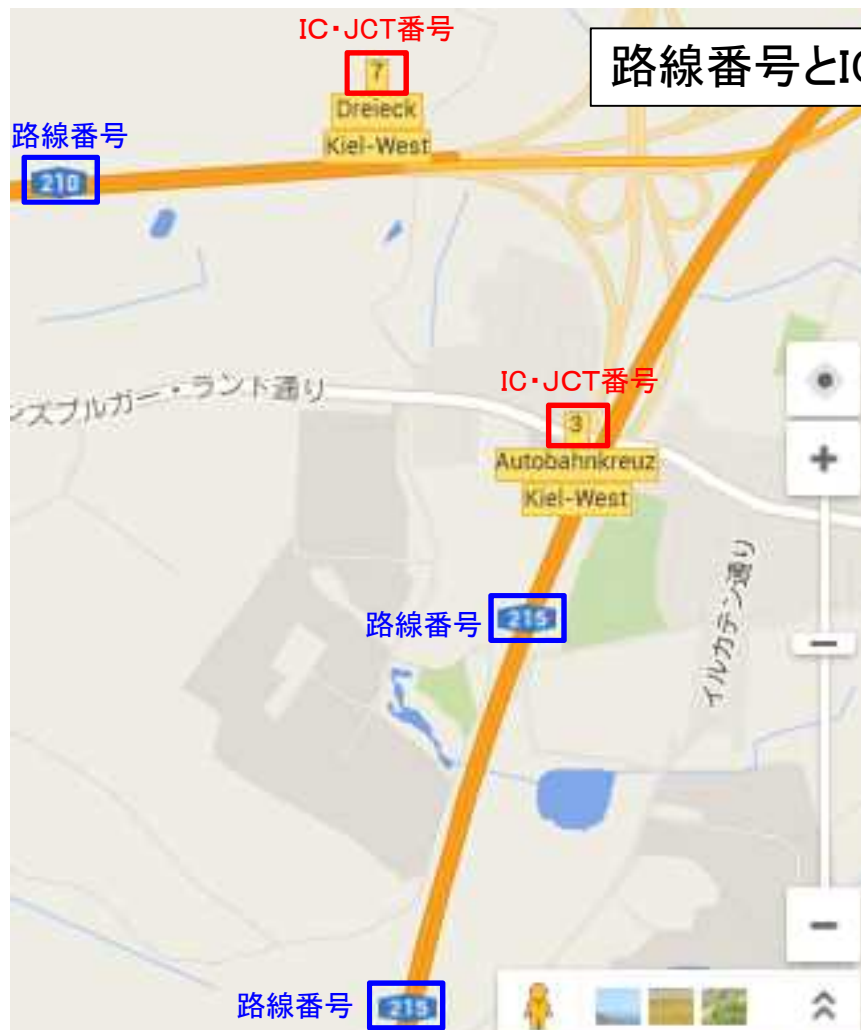 IC・JCT番号
路線番号とIC
7
Dreieck
Kiel-West
路線番号
210
IC・JCT番号
ンズブルガー・ランド通り
3
Autobahnkreuz
Kiel-West
イルカテン通り
路線番号
215
路線番号
215